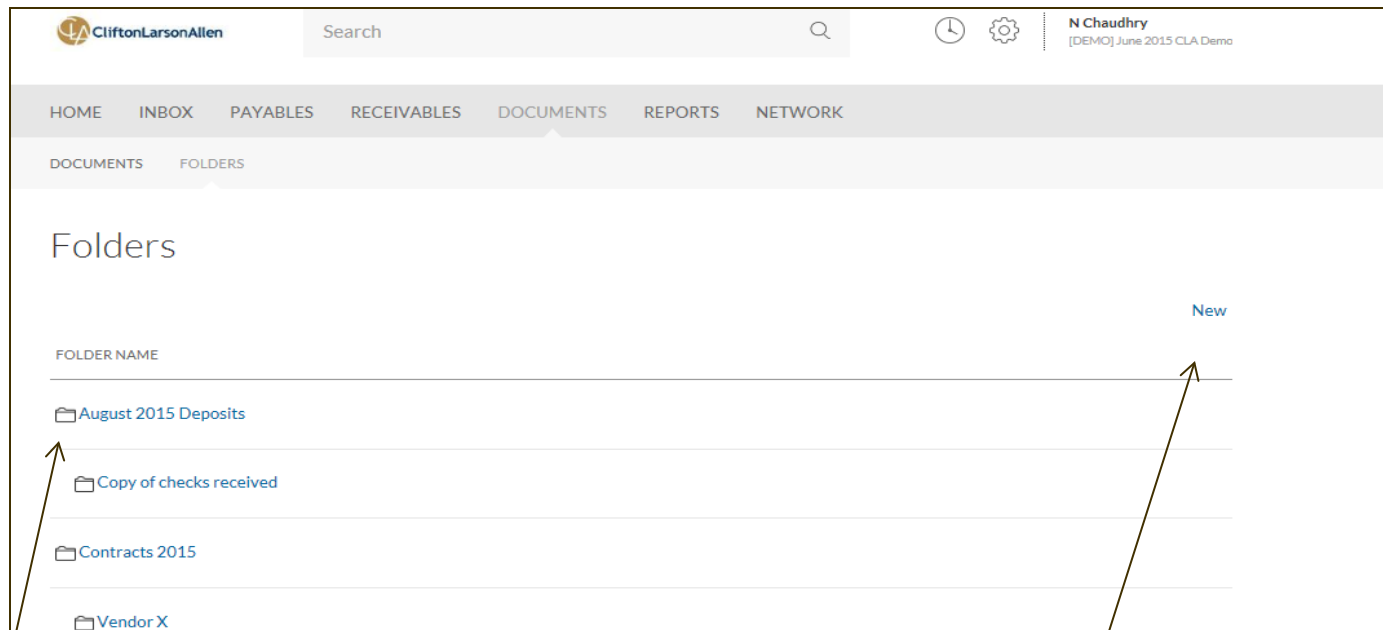 CLA CliftonLarsonAllen
Search
N Chaudhry
[DEMO] June 2015 CLA Demo
HOME INBOX PAYABLES RECEIVABLES DOCUMENTS REPORTS NETWORK
DOCUMENTS FOLDERS
Folders
New
FOLDER NAME
August 2015 Deposits
Copy of checks received
Contracts 2015
Vendor X